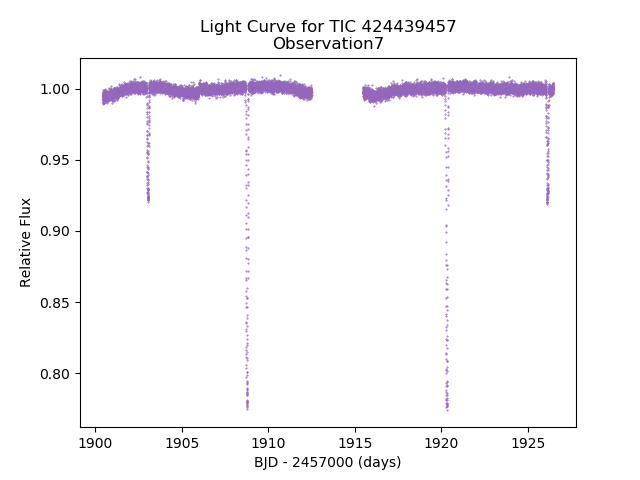 Light Curve for TIC 424439457
Observation7
1.00
0.95
0.90
0.85
0.80
Relative Flux
1900
1905
1910
1915
1920
1925
BJD - 2457000 (days)